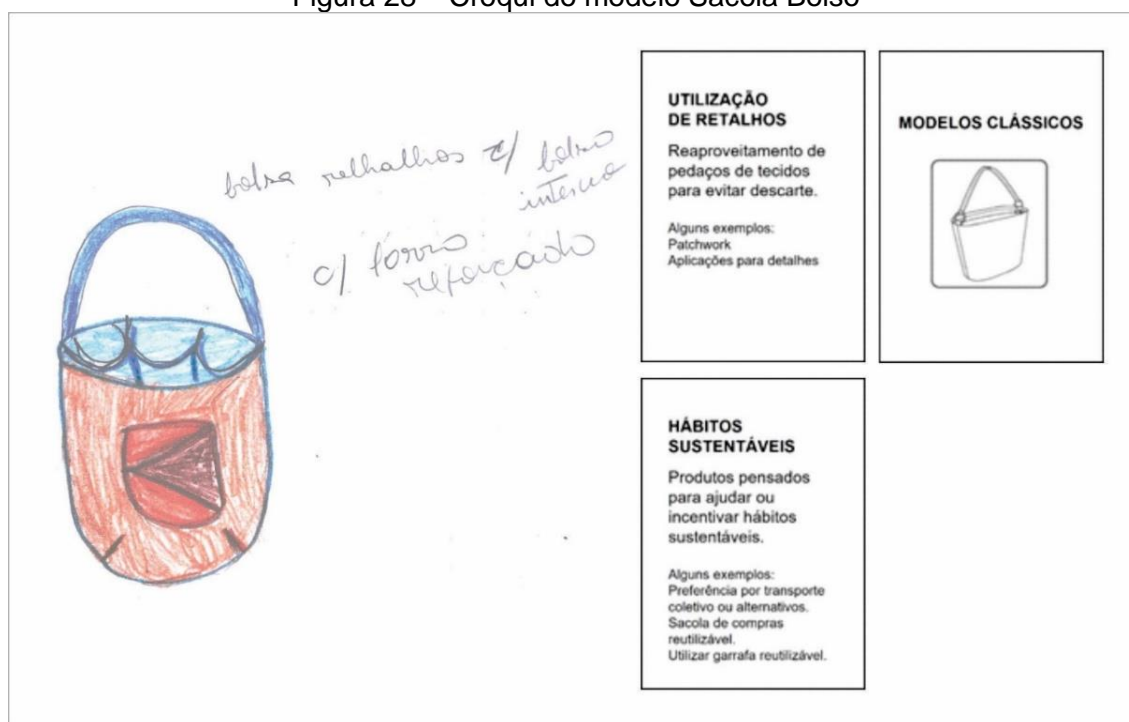 Figura 28 – Croqui do modelo Sacola Bolso
bolsa relhalhos c/ bolso
interno
c/ forro
reforçado
UTILIZAÇÃO
DE RETALHOS
Reaproveitamento de
pedaços de tecidos
para evitar descarte.
Alguns exemplos:
Patchwork
Aplicações para detalhes
MODELOS CLÁSSICOS
HÁBITOS
SUSTENTÁVEIS
Produtos pensados
para ajudar ou
incentivar hábitos
sustentáveis.
Alguns exemplos:
Preferência por transporte
coletivo ou alternativos.
Sacola de compras
reutilizável.
Utilizar garrafa reutilizável.